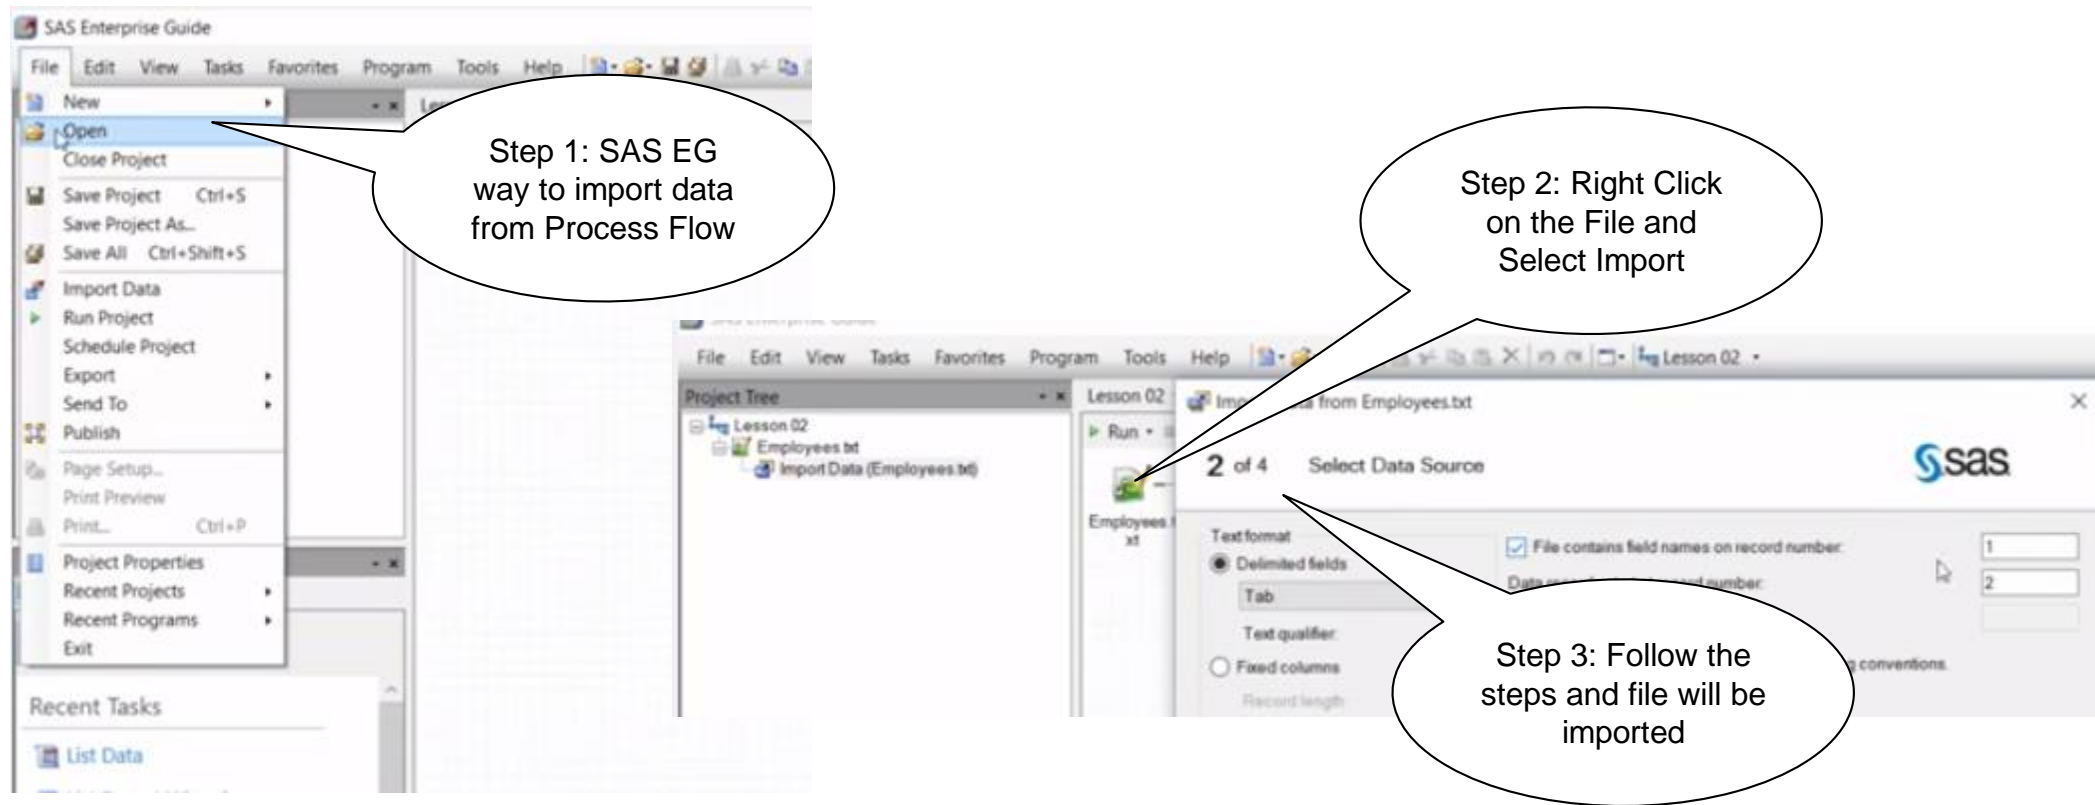 SAS Enterprise Guide
File Edit View Tasks Favorites Program Tools Help
New
Open
Close Project
Save Project Ctrl+S
Save Project As...
Save All Ctrl+Shift+S
Import Data
Run Project
Schedule Project
Export
Send To
Publish
Page Setup...
Print Preview
Print... Ctrl+P
Project Properties
Recent Projects
Recent Programs
Exit
Recent Tasks
List Data
Step 1: SAS EG
way to import data
from Process Flow
Step 2: Right Click
on the File and
Select Import
File Edit View Tasks Favorites Program Tools Help Lesson 02
Project Tree
Lesson 02
Employees.txt
Import Data (Employees.txt)
Lesson 02
Run
Employees.t
xt
from Employees.txt
2 of 4 Select Data Source
sas
Text format
Delimited fields
Tab
Text qualifier:
Fixed columns
Record length
File contains field names on record number: 1
number: 2
conventions.
Step 3: Follow the
steps and file will be
imported